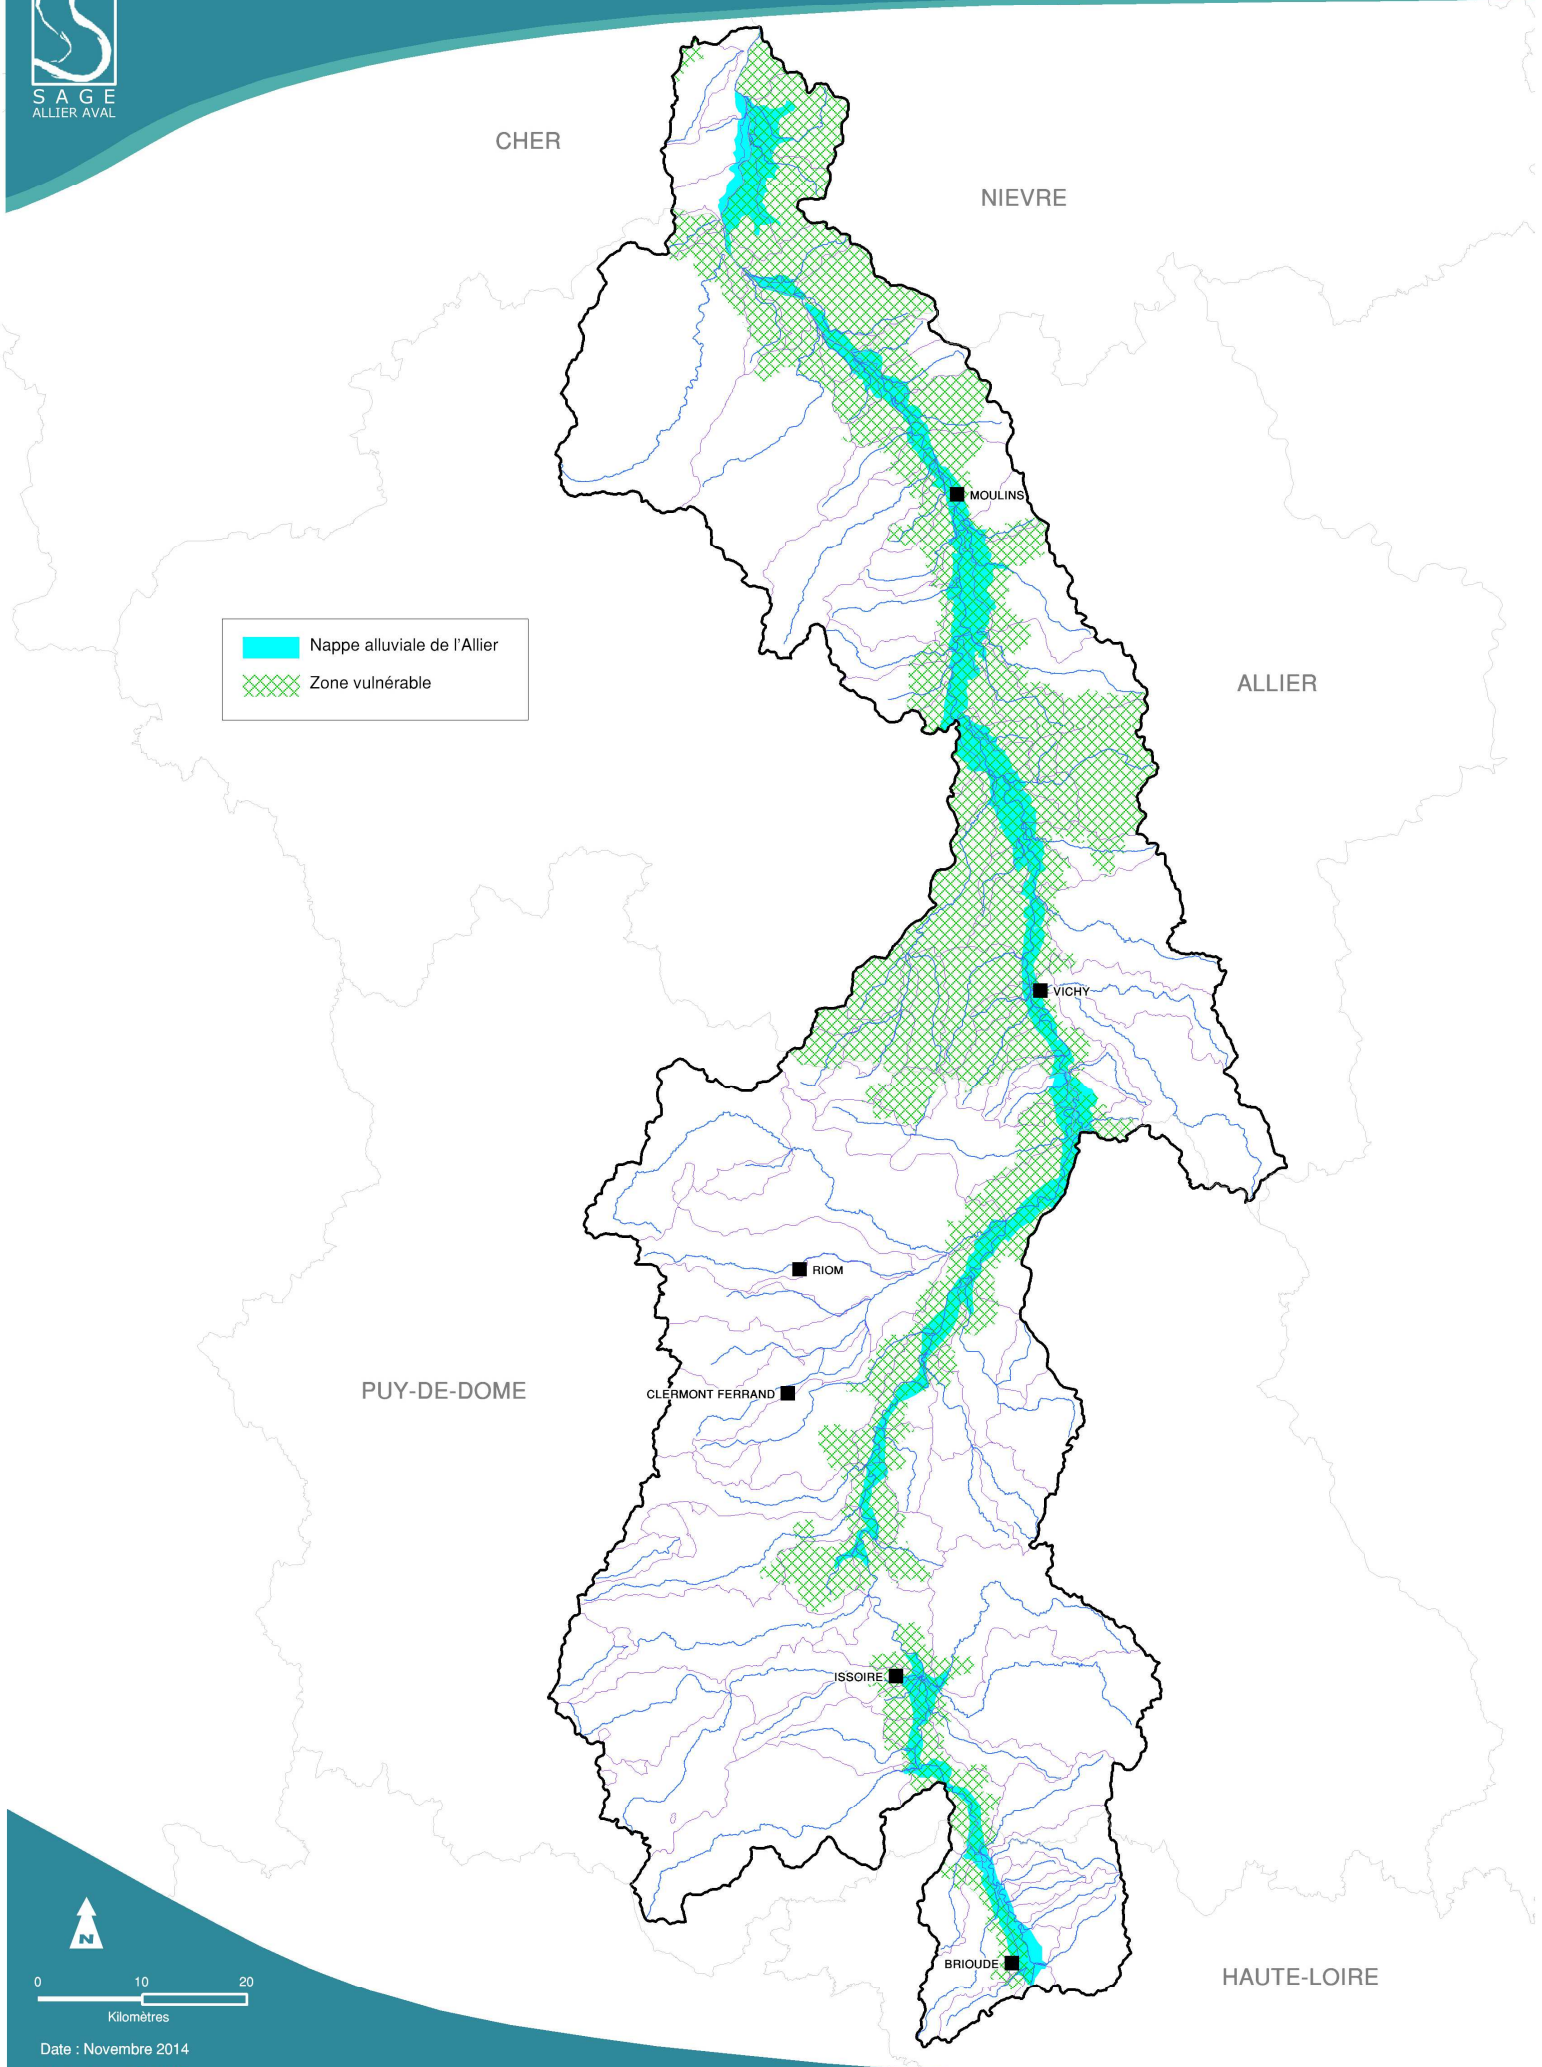 SAGE
ALLIER AVAL
CHER
NIEVRE
MOULINS
Nappe alluviale de l'Allier
Zone vulnérable
ALLIER
VICHY
RIOM
PUY-DE-DOME
CLERMONT FERRAND
ISSOIRE
BRIOUDE
HAUTE-LOIRE
N
0 10 20
Kilomètres
Date : Novembre 2014